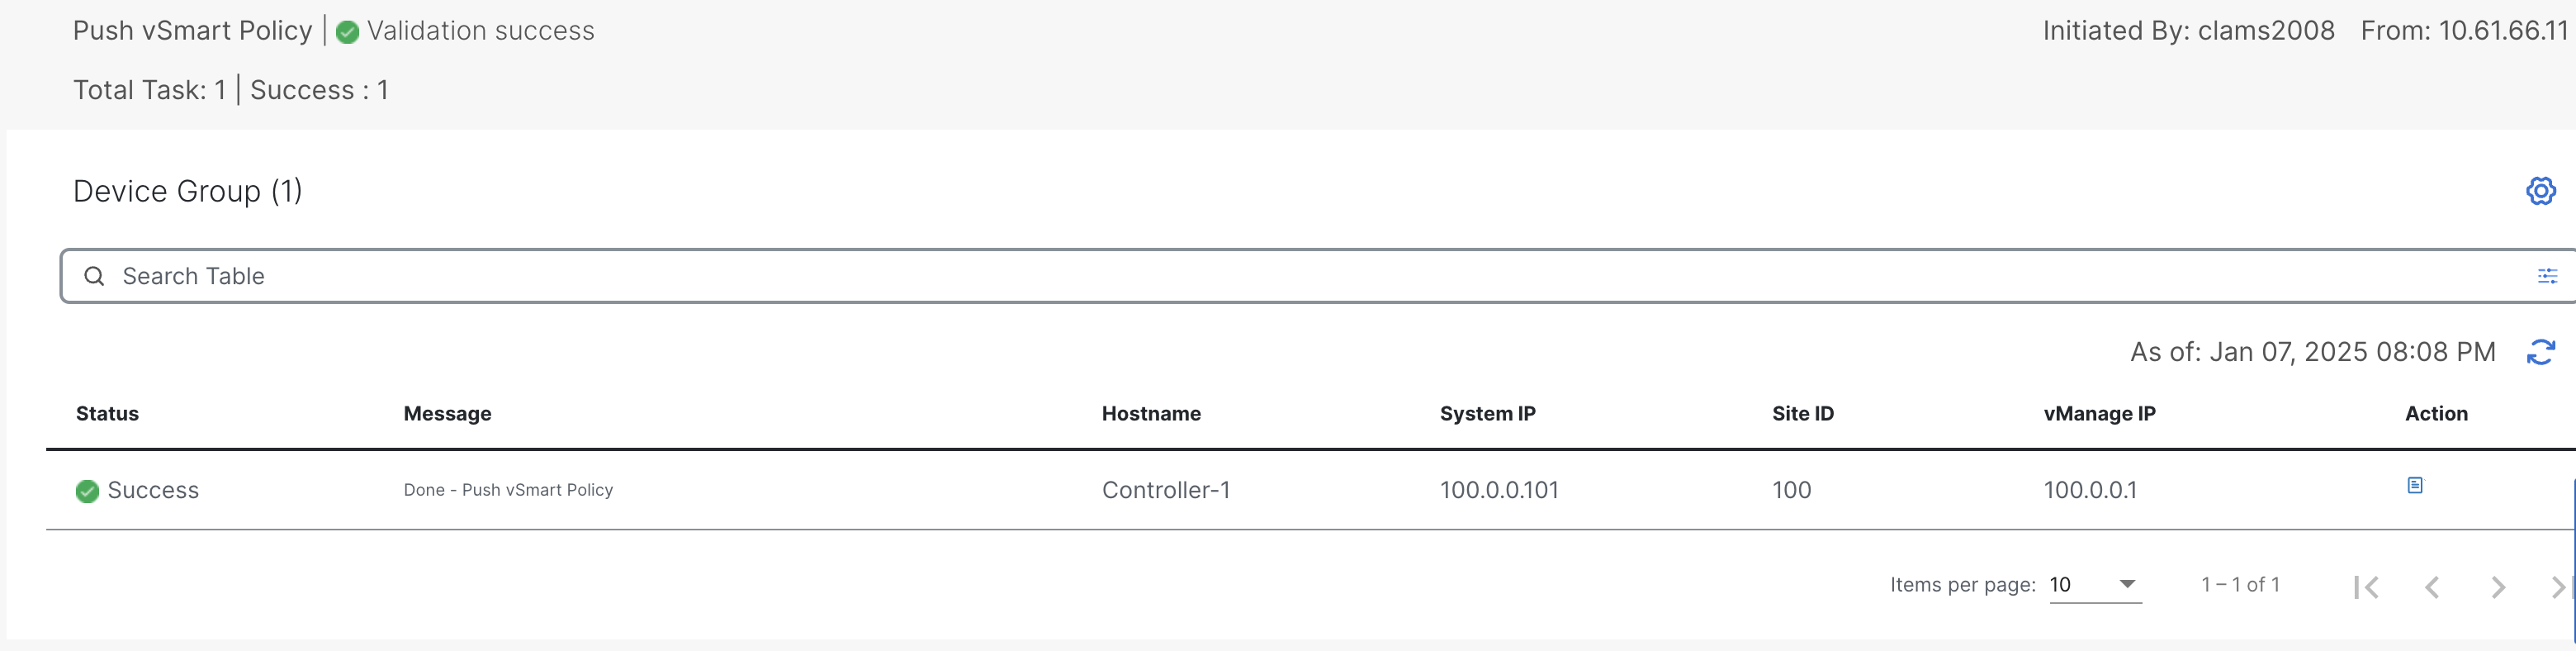 Push vSmart Policy | Validation success Initiated By: clams2008 From: 10.61.66.11
Total Task: 1 | Success : 1
Device Group (1)
Search Table
As of: Jan 07, 2025 08:08 PM
Status Message Hostname System IP Site ID vManage IP Action
Success Done - Push vSmart Policy Controller-1 100.0.0.101 100 100.0.0.1
Items per page: 10 1 – 1 of 1